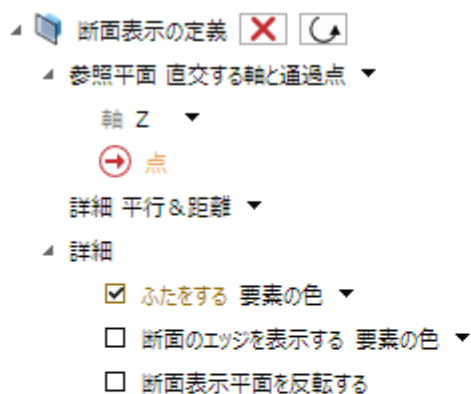 断面表示の定義
参照平面 直交する軸と通過点
軸 Z
点
詳細 平行＆距離
詳細
ふたをする 要素の色
断面のエッジを表示する 要素の色
断面表示平面を反転する